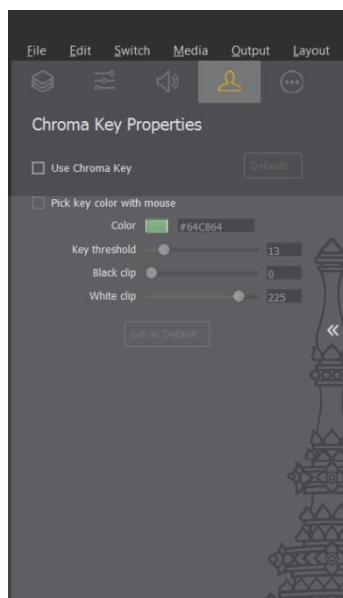 File Edit Switch Media Output Layout
Chroma Key Properties
Use Chroma Key Defaults..
Pick key color with mouse
Color #64C864
Key threshold 13
Black clip 0
White clip 225
Set as Default